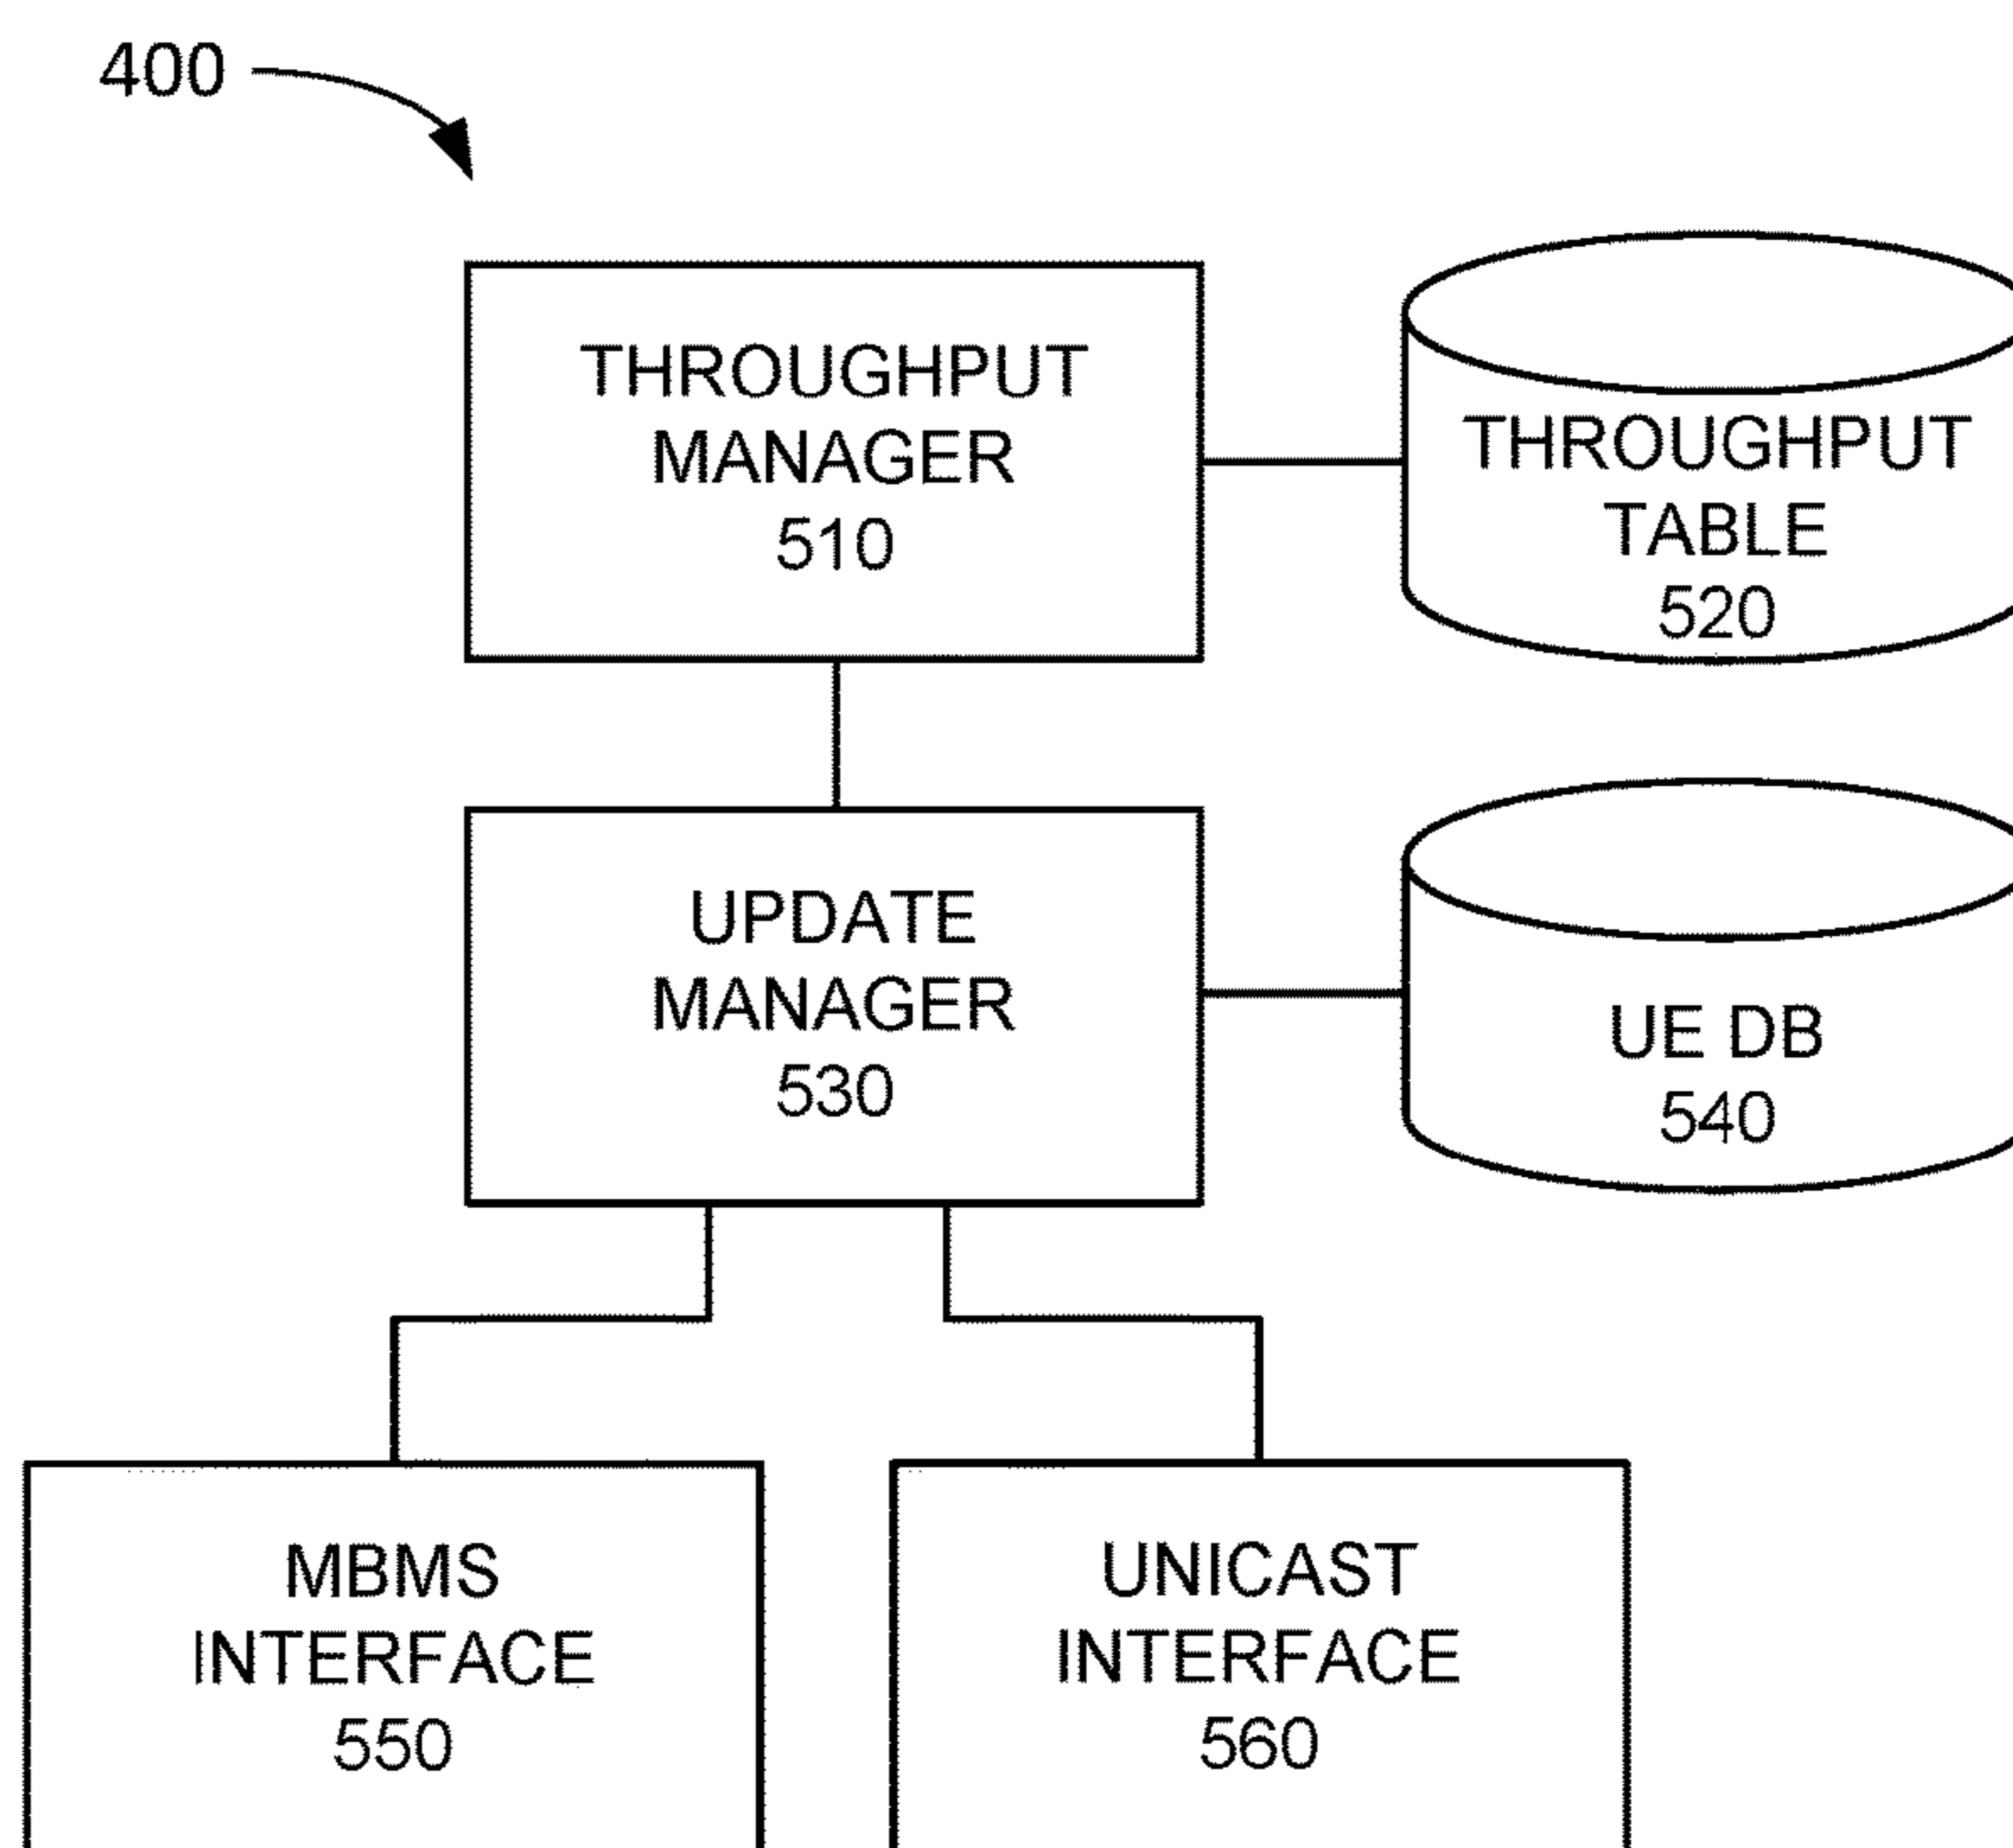 400
THROUGHPUT
MANAGER
510
THROUGHPUT
TABLE
520
UPDATE
MANAGER
530
UE DB
540
MBMS
INTERFACE
550
UNICAST
INTERFACE
560